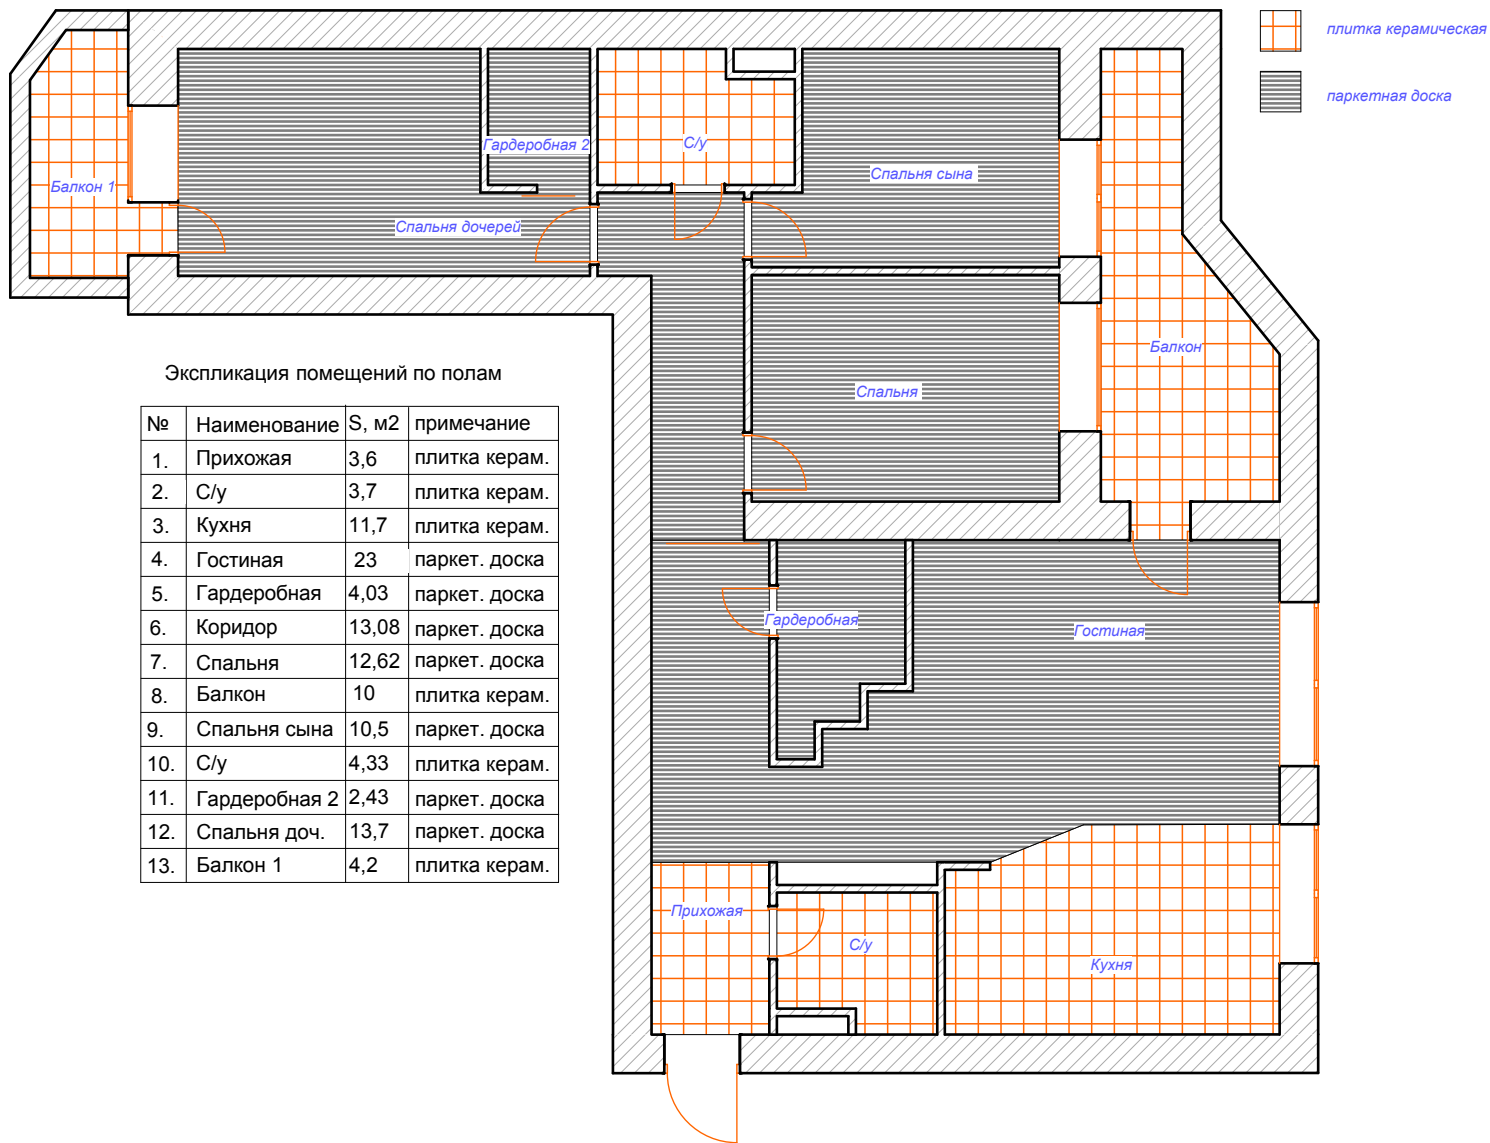 плитка керамическая
паркетная доска
Гардеробная 2
С/у
Спальня сына
Балкон 1
Спальня дочерей
Балкон
Спальня
Экспликация помещений по полам
№ Наименование S, м2 примечание
1. Прихожая 3,6 плитка керам.
2. С/у 3,7 плитка керам.
3. Кухня 11,7 плитка керам.
4. Гостиная 23 паркет. доска
5. Гардеробная 4,03 паркет. доска
6. Коридор 13,08 паркет. доска
7. Спальня 12,62 паркет. доска
8. Балкон 10 плитка керам.
9. Спальня сына 10,5 паркет. доска
10. С/у 4,33 плитка керам.
11. Гардеробная 2 2,43 паркет. доска
12. Спальня доч. 13,7 паркет. доска
13. Балкон 1 4,2 плитка керам.
Гардеробная
Гостиная
Прихожая
С/у
Кухня